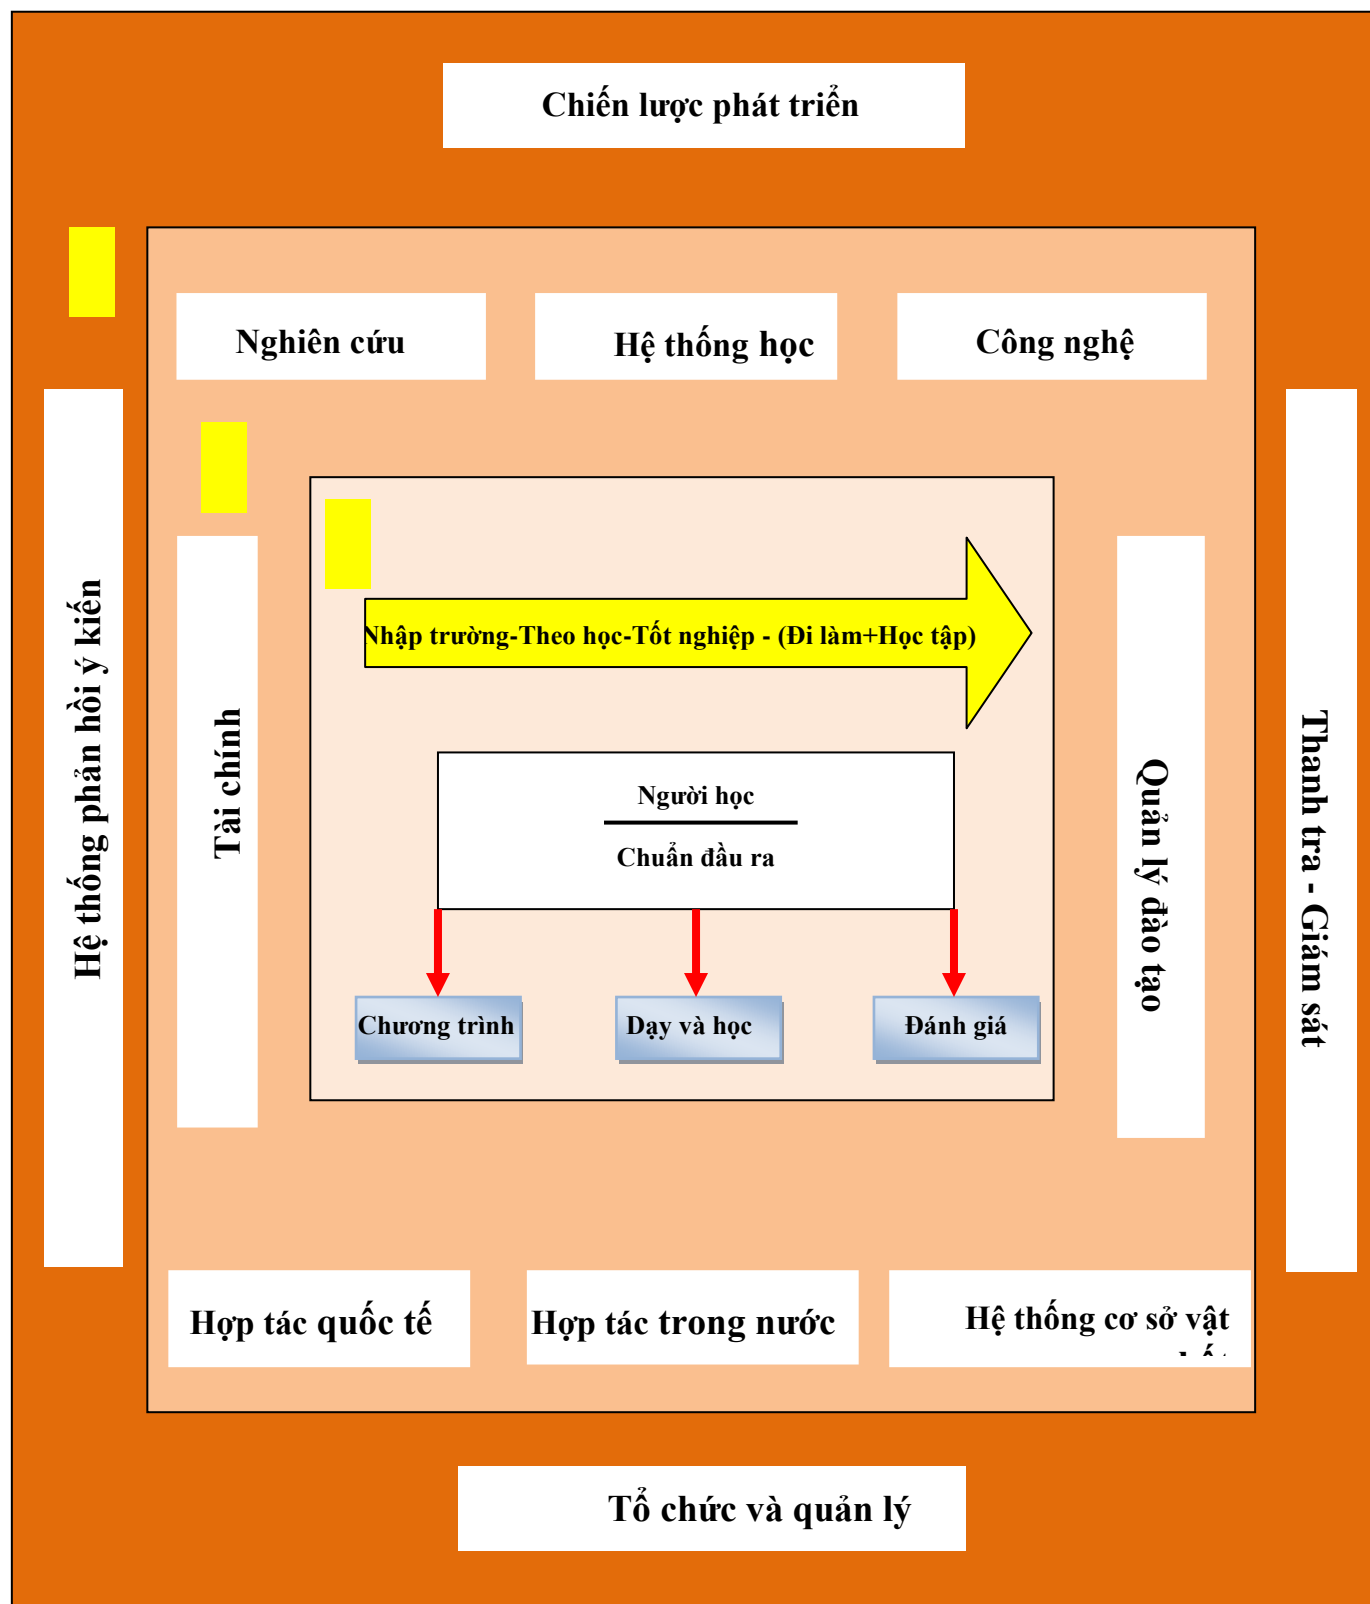 Chiến lược phát triển
Nghiên cứu
Hệ thống học
Công nghệ
Hệ thống phản hồi ý kiến
Tài chính
Nhập trường-Theo học-Tốt nghiệp - (Đi làm+Học tập)
Người học
Chuẩn đầu ra
Chương trình
Dạy và học
Đánh giá
Quản lý đào tạo
Thanh tra - Giám sát
Hợp tác quốc tế
Hợp tác trong nước
Hệ thống cơ sở vật
Tổ chức và quản lý